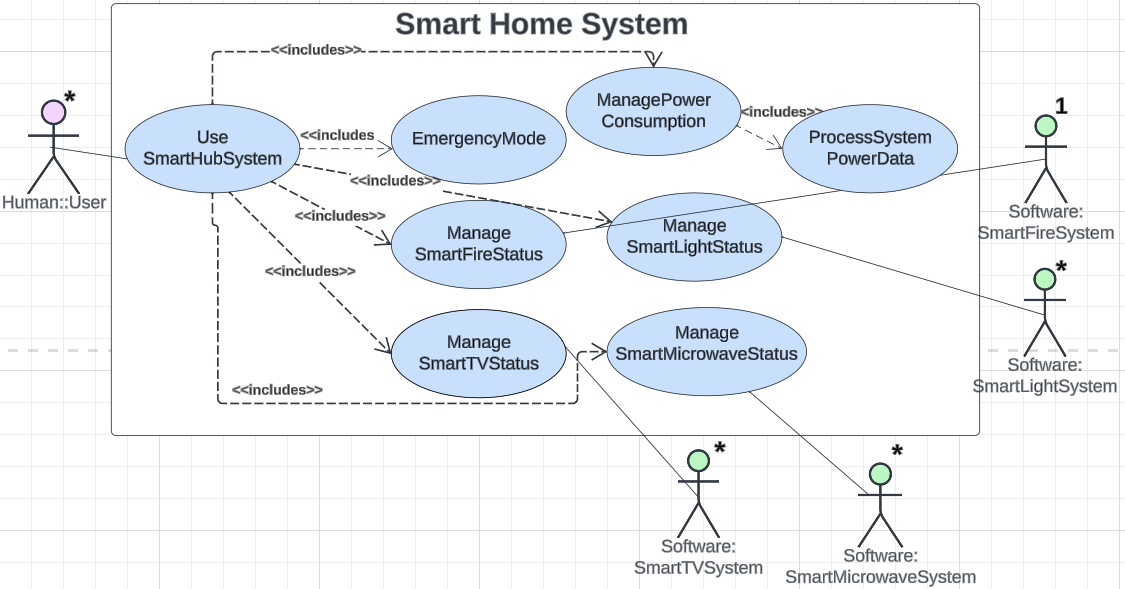 Smart Home System
<<includes>>
*
Human::User
Use
SmartHubSystem
<<includes
EmergencyMode
ManagePower
Consumption
<<includes>>
ProcessSystem
PowerData
1
Software:
SmartFireSystem
<<includes>>
<<includes>>
Manage
SmartFireStatus
Manage
SmartLightStatus
*
Software:
SmartLightSystem
<<includes>>
Manage
SmartTVStatus
Manage
SmartMicrowaveStatus
<<includes>>
*
Software:
SmartTVSystem
*
Software:
SmartMicrowaveSystem